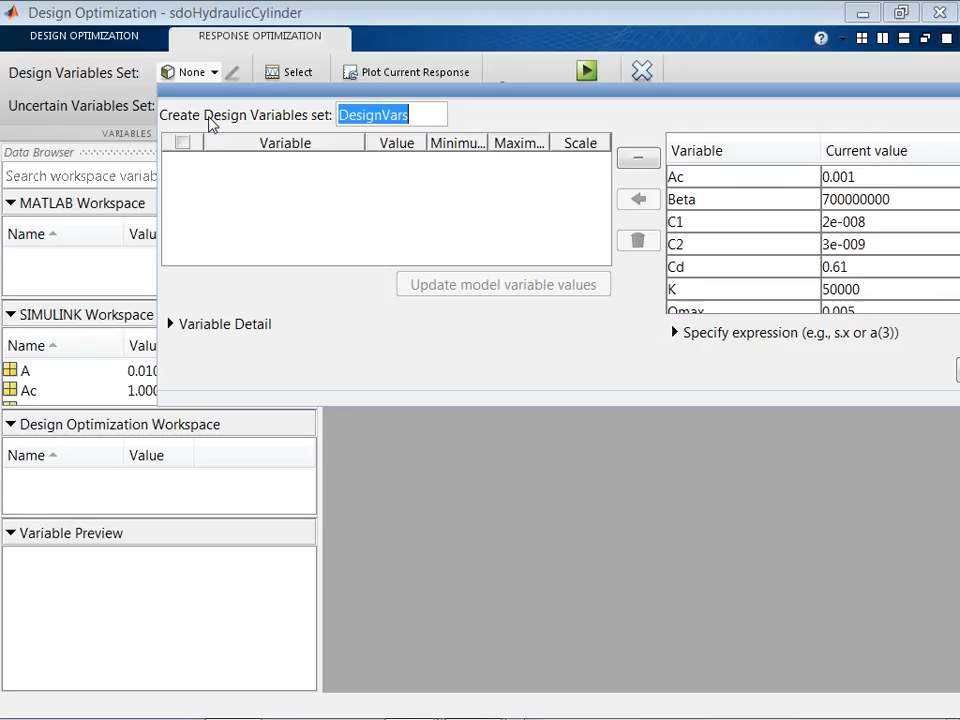 Design Optimization - sdoHydraulicCylinder
DESIGN OPTIMIZATION
RESPONSE OPTIMIZATION
Design Variables Set:
None
Select
Plot Current Response
Uncertain Variables Set:
VARIABLES
Create Design Variables set:
DesignVars
Variable
Value
Minimu...
Maxim...
Scale
Variable
Current value
Ac
0.001
Beta
700000000
C1
2e-008
C2
3e-009
Cd
0.61
K
50000
Qmax
0.005
Update model variable values
Variable Detail
Specify expression (e.g., s.x or a(3))
Data Browser
Search workspace variab
MATLAB Workspace
Name
Valu
SIMULINK Workspace
Name
Valu
A
0.010
Ac
1.000
Design Optimization Workspace
Name
Value
Variable Preview